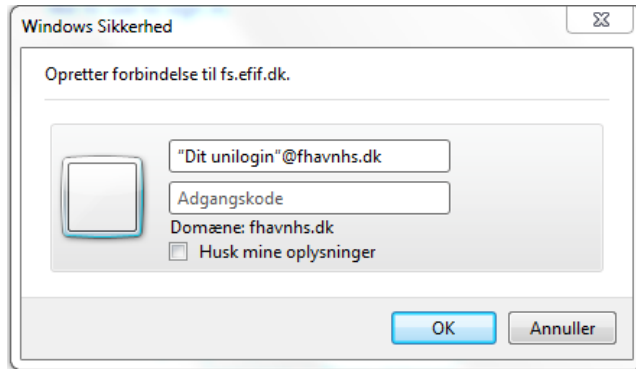 Windows Sikkerhed
Opretter forbindelse til fs.efif.dk.
"Dit unilogin"@fhavnhs.dk
Adgangskode
Domæne: fhavnhs.dk
Husk mine oplysninger
OK
Annuller